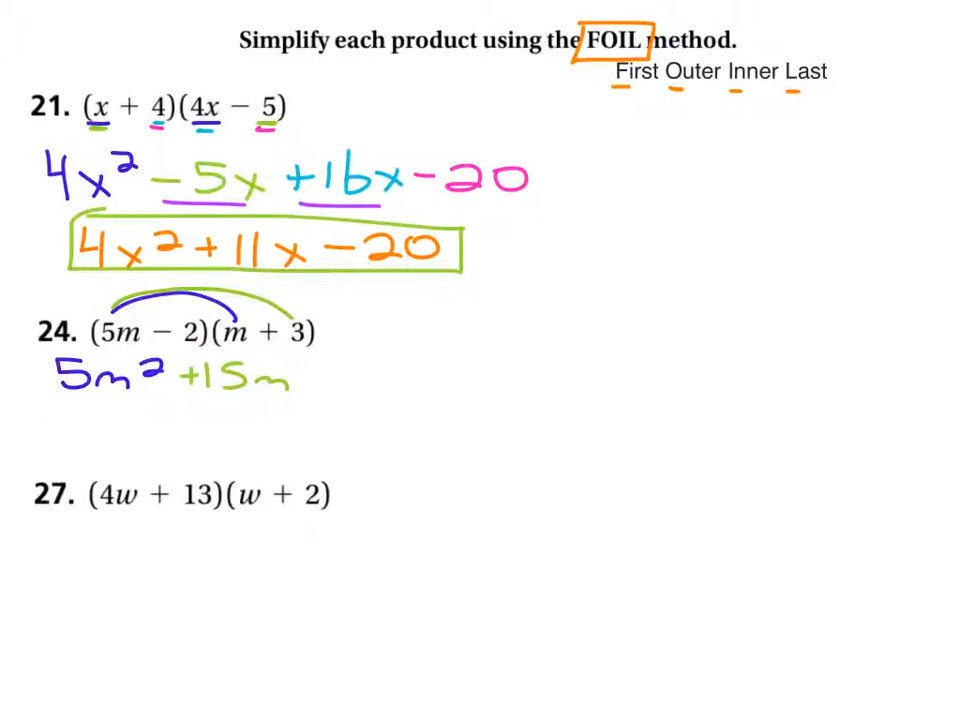 Simplify each product using the FOIL method.
First Outer Inner Last
21. (x + 4)(4x − 5)
4x² − 5x + 16x − 20
4x² + 11x − 20
24. (5m − 2)(m + 3)
5m² + 15m
27. (4w + 13)(w + 2)